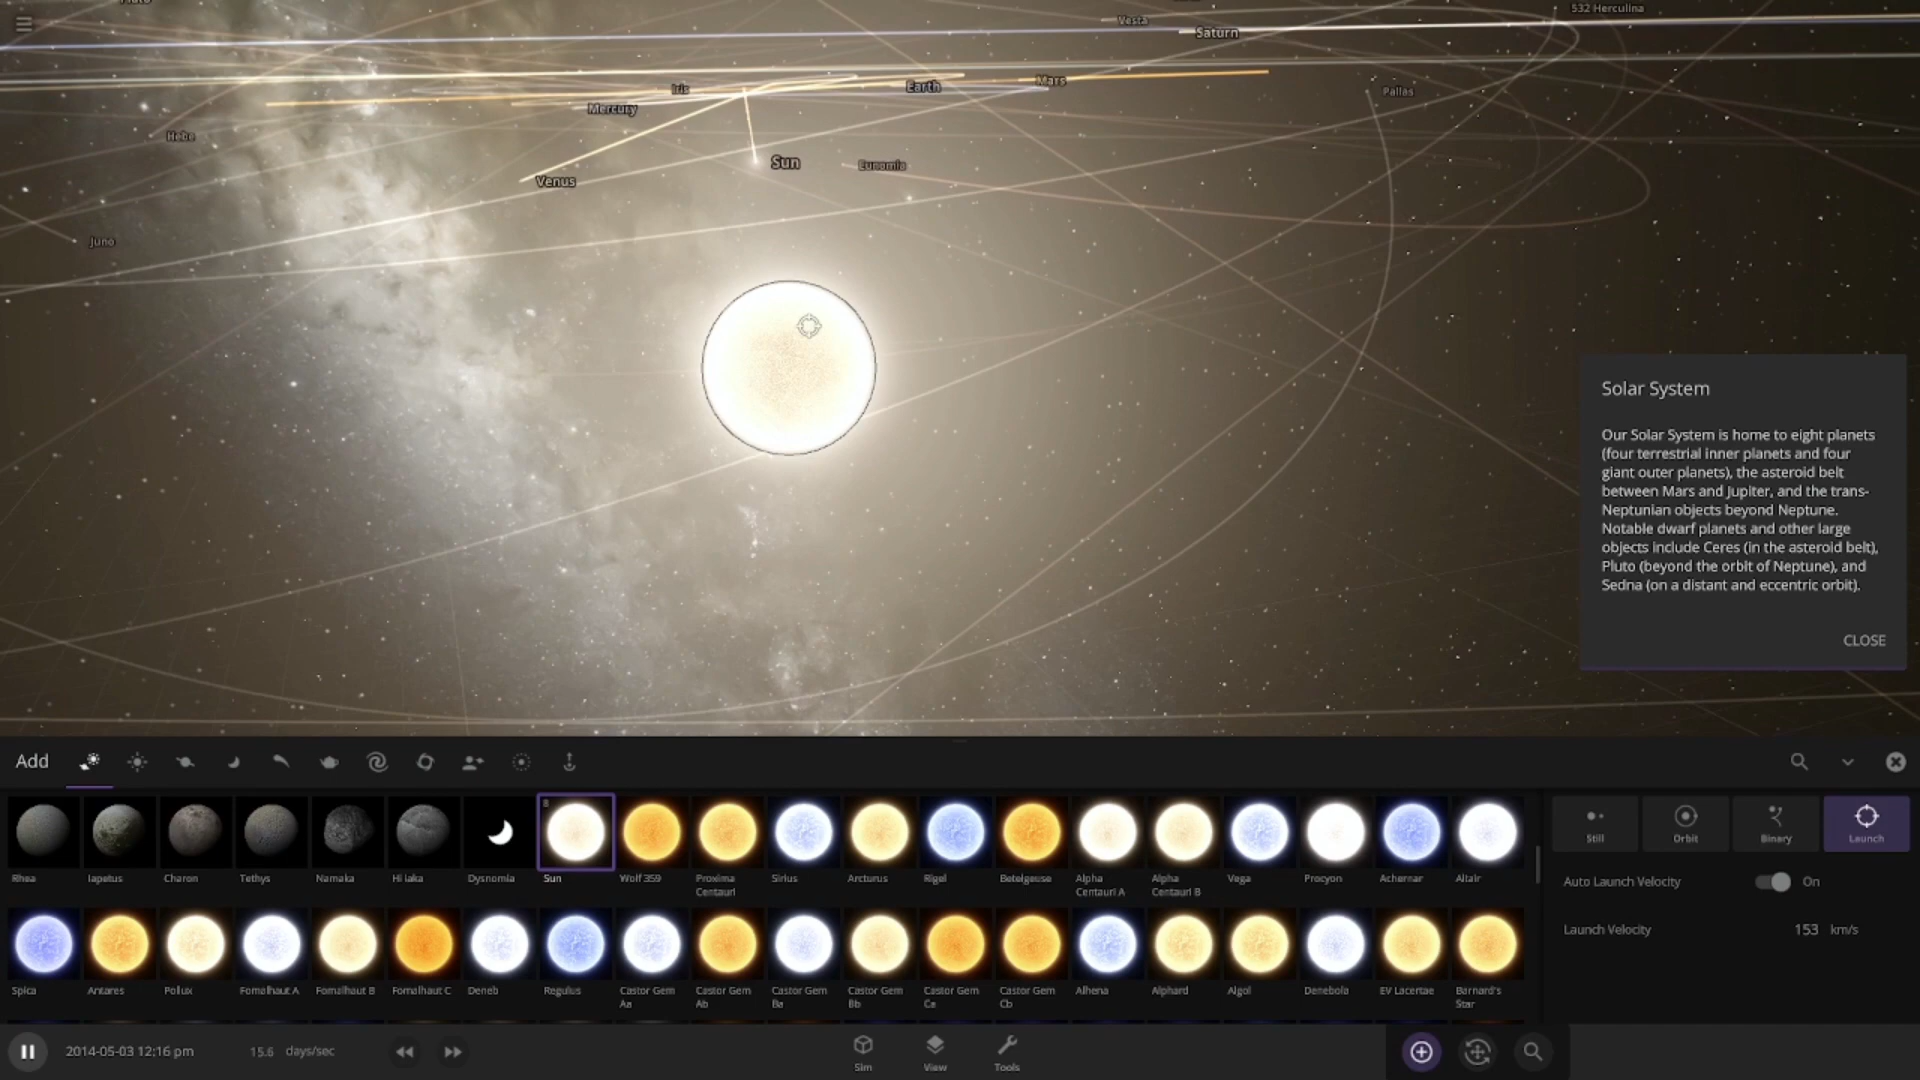 532 Herculina
Vesta
Saturn
Iris
Earth
Mars
Mercury
Pallas
Hebe
Sun
Eunomia
Venus
Juno
Solar System
Our Solar System is home to eight planets
(four terrestrial inner planets and four
giant outer planets), the asteroid belt
between Mars and Jupiter, and the trans-
Neptunian objects beyond Neptune.
Notable dwarf planets and other large
objects include Ceres (in the asteroid belt),
Pluto (beyond the orbit of Neptune), and
Sedna (on a distant and eccentric orbit).
CLOSE
Add
Rhea
Iapetus
Charon
Tethys
Namaka
Hi iaka
Dysnomia
Sun
Wolf 359
Proxima
Centauri
Sirius
Arcturus
Rigel
Betelgeuse
Alpha
Centauri A
Alpha
Centauri B
Vega
Procyon
Achernar
Altair
Still
Orbit
Binary
Launch
Auto Launch Velocity On
Launch Velocity 153 km/s
Spica
Antares
Pollux
Fomalhaut A
Fomalhaut B
Fomalhaut C
Deneb
Regulus
Castor Gem
Aa
Castor Gem
Ab
Castor Gem
Ba
Castor Gem
Bb
Castor Gem
Ca
Castor Gem
Cb
Alhena
Alphard
Algol
Denebola
EV Lacertae
Barnard's
Star
2014-05-03 12:16 pm
15.6 days/sec
Sim
View
Tools